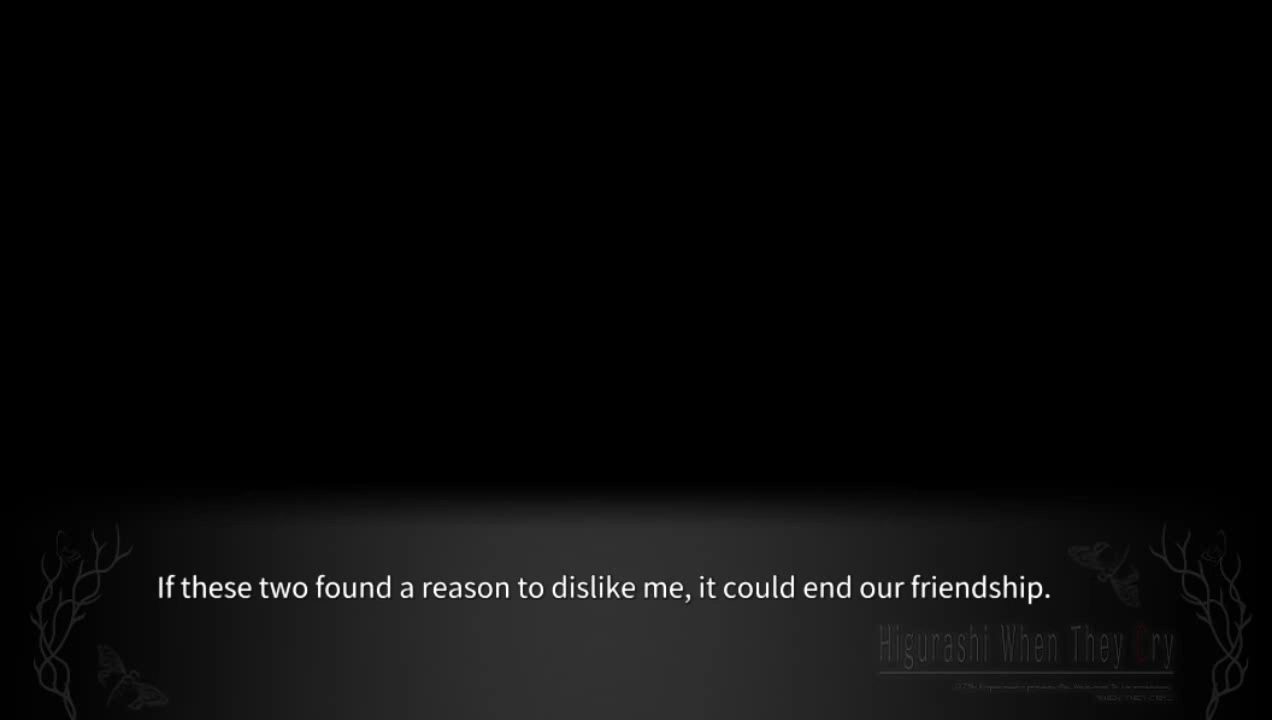 If these two found a reason to dislike me, it could end our friendship.
Higurashi When They Cry